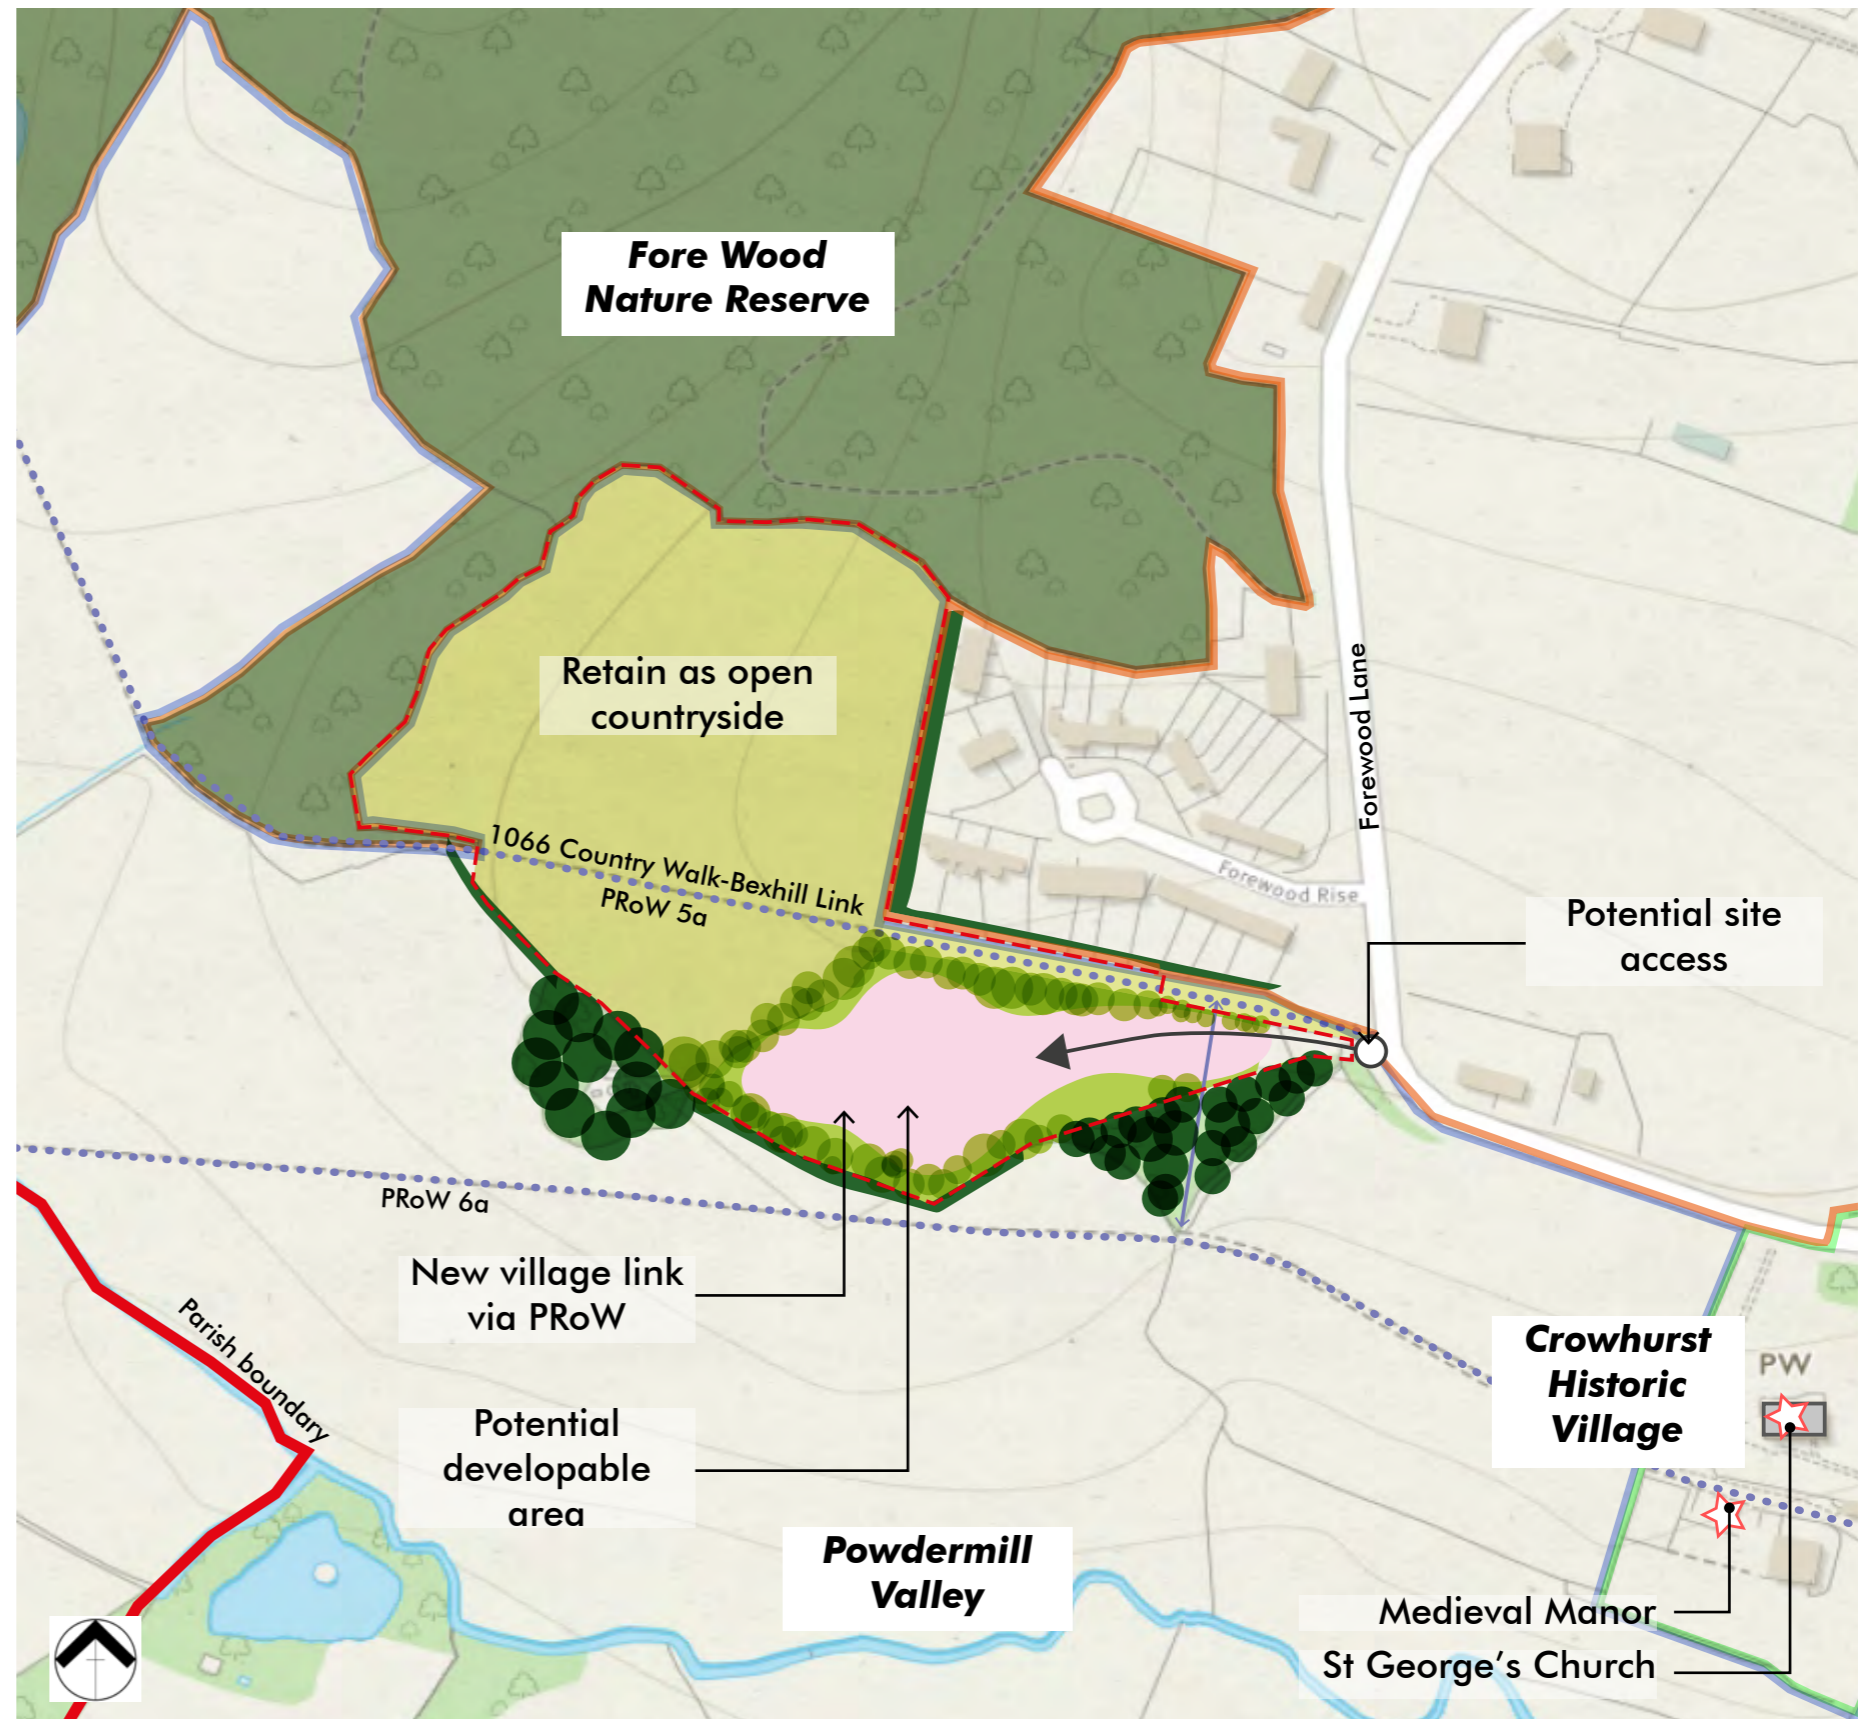 Fore Wood
Nature Reserve
Retain as open
countryside
Forewood Lane
1066 Country Walk-Bexhill Link
PRoW 5a
Forewood Rise
Potential site
access
PRoW 6a
New village link
via PRoW
Parish boundary
Crowhurst
Historic
Village
PW
Potential
developable
area
Powdermill
Valley
Medieval Manor
St George's Church